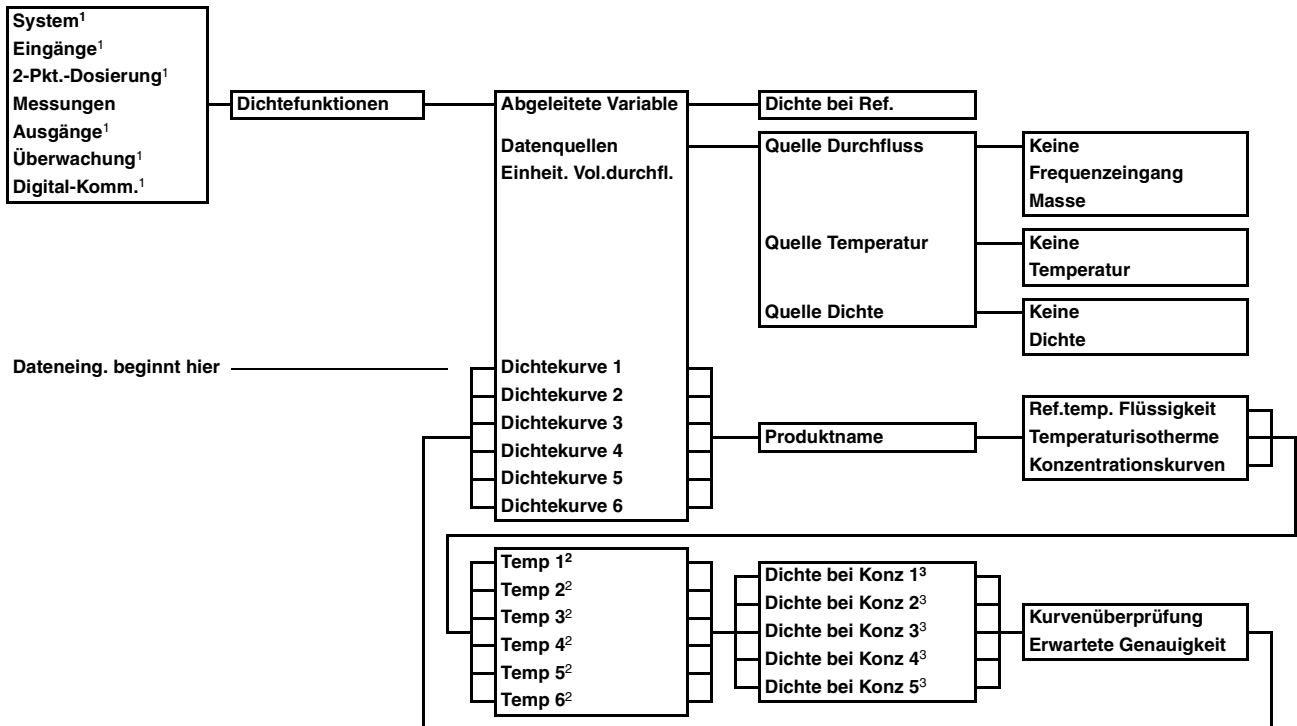 System¹
Eingänge¹
2-Pkt.-Dosierung¹
Messungen
Ausgänge¹
Überwachung¹
Digital-Komm.¹
Dichtefunktionen
Abgeleitete Variable
Datenquellen
Einheit. Vol.durchfl.
Dichte bei Ref.
Quelle Durchfluss
Quelle Temperatur
Quelle Dichte
Keine
Frequenzeingang
Masse
Keine
Temperatur
Keine
Dichte
Dateneing. beginnt hier
Dichtekurve 1
Dichtekurve 2
Dichtekurve 3
Dichtekurve 4
Dichtekurve 5
Dichtekurve 6
Produktname
Ref.temp. Flüssigkeit
Temperaturisotherme
Konzentrationskurven
Temp 1²
Temp 2²
Temp 3²
Temp 4²
Temp 5²
Temp 6²
Dichte bei Konz 1³
Dichte bei Konz 2³
Dichte bei Konz 3³
Dichte bei Konz 4³
Dichte bei Konz 5³
Kurvenüberprüfung
Erwartete Genauigkeit